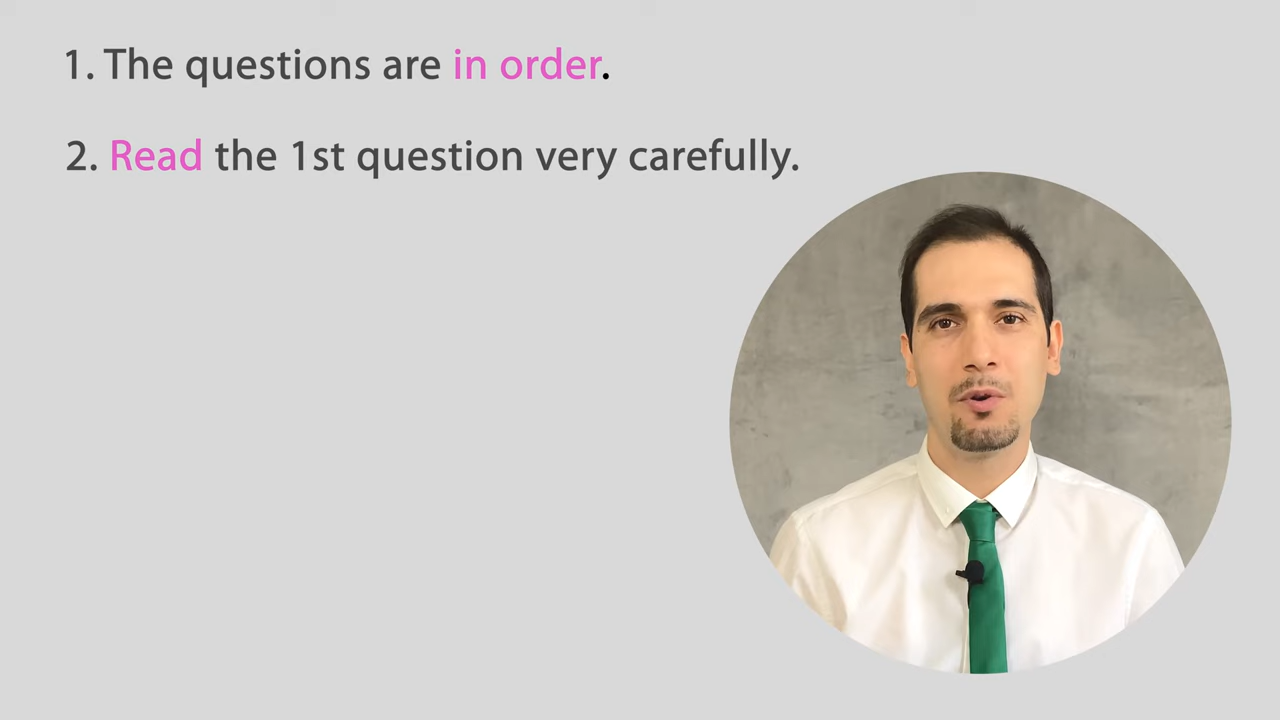 1. The questions are in order.
2. Read the 1st question very carefully.